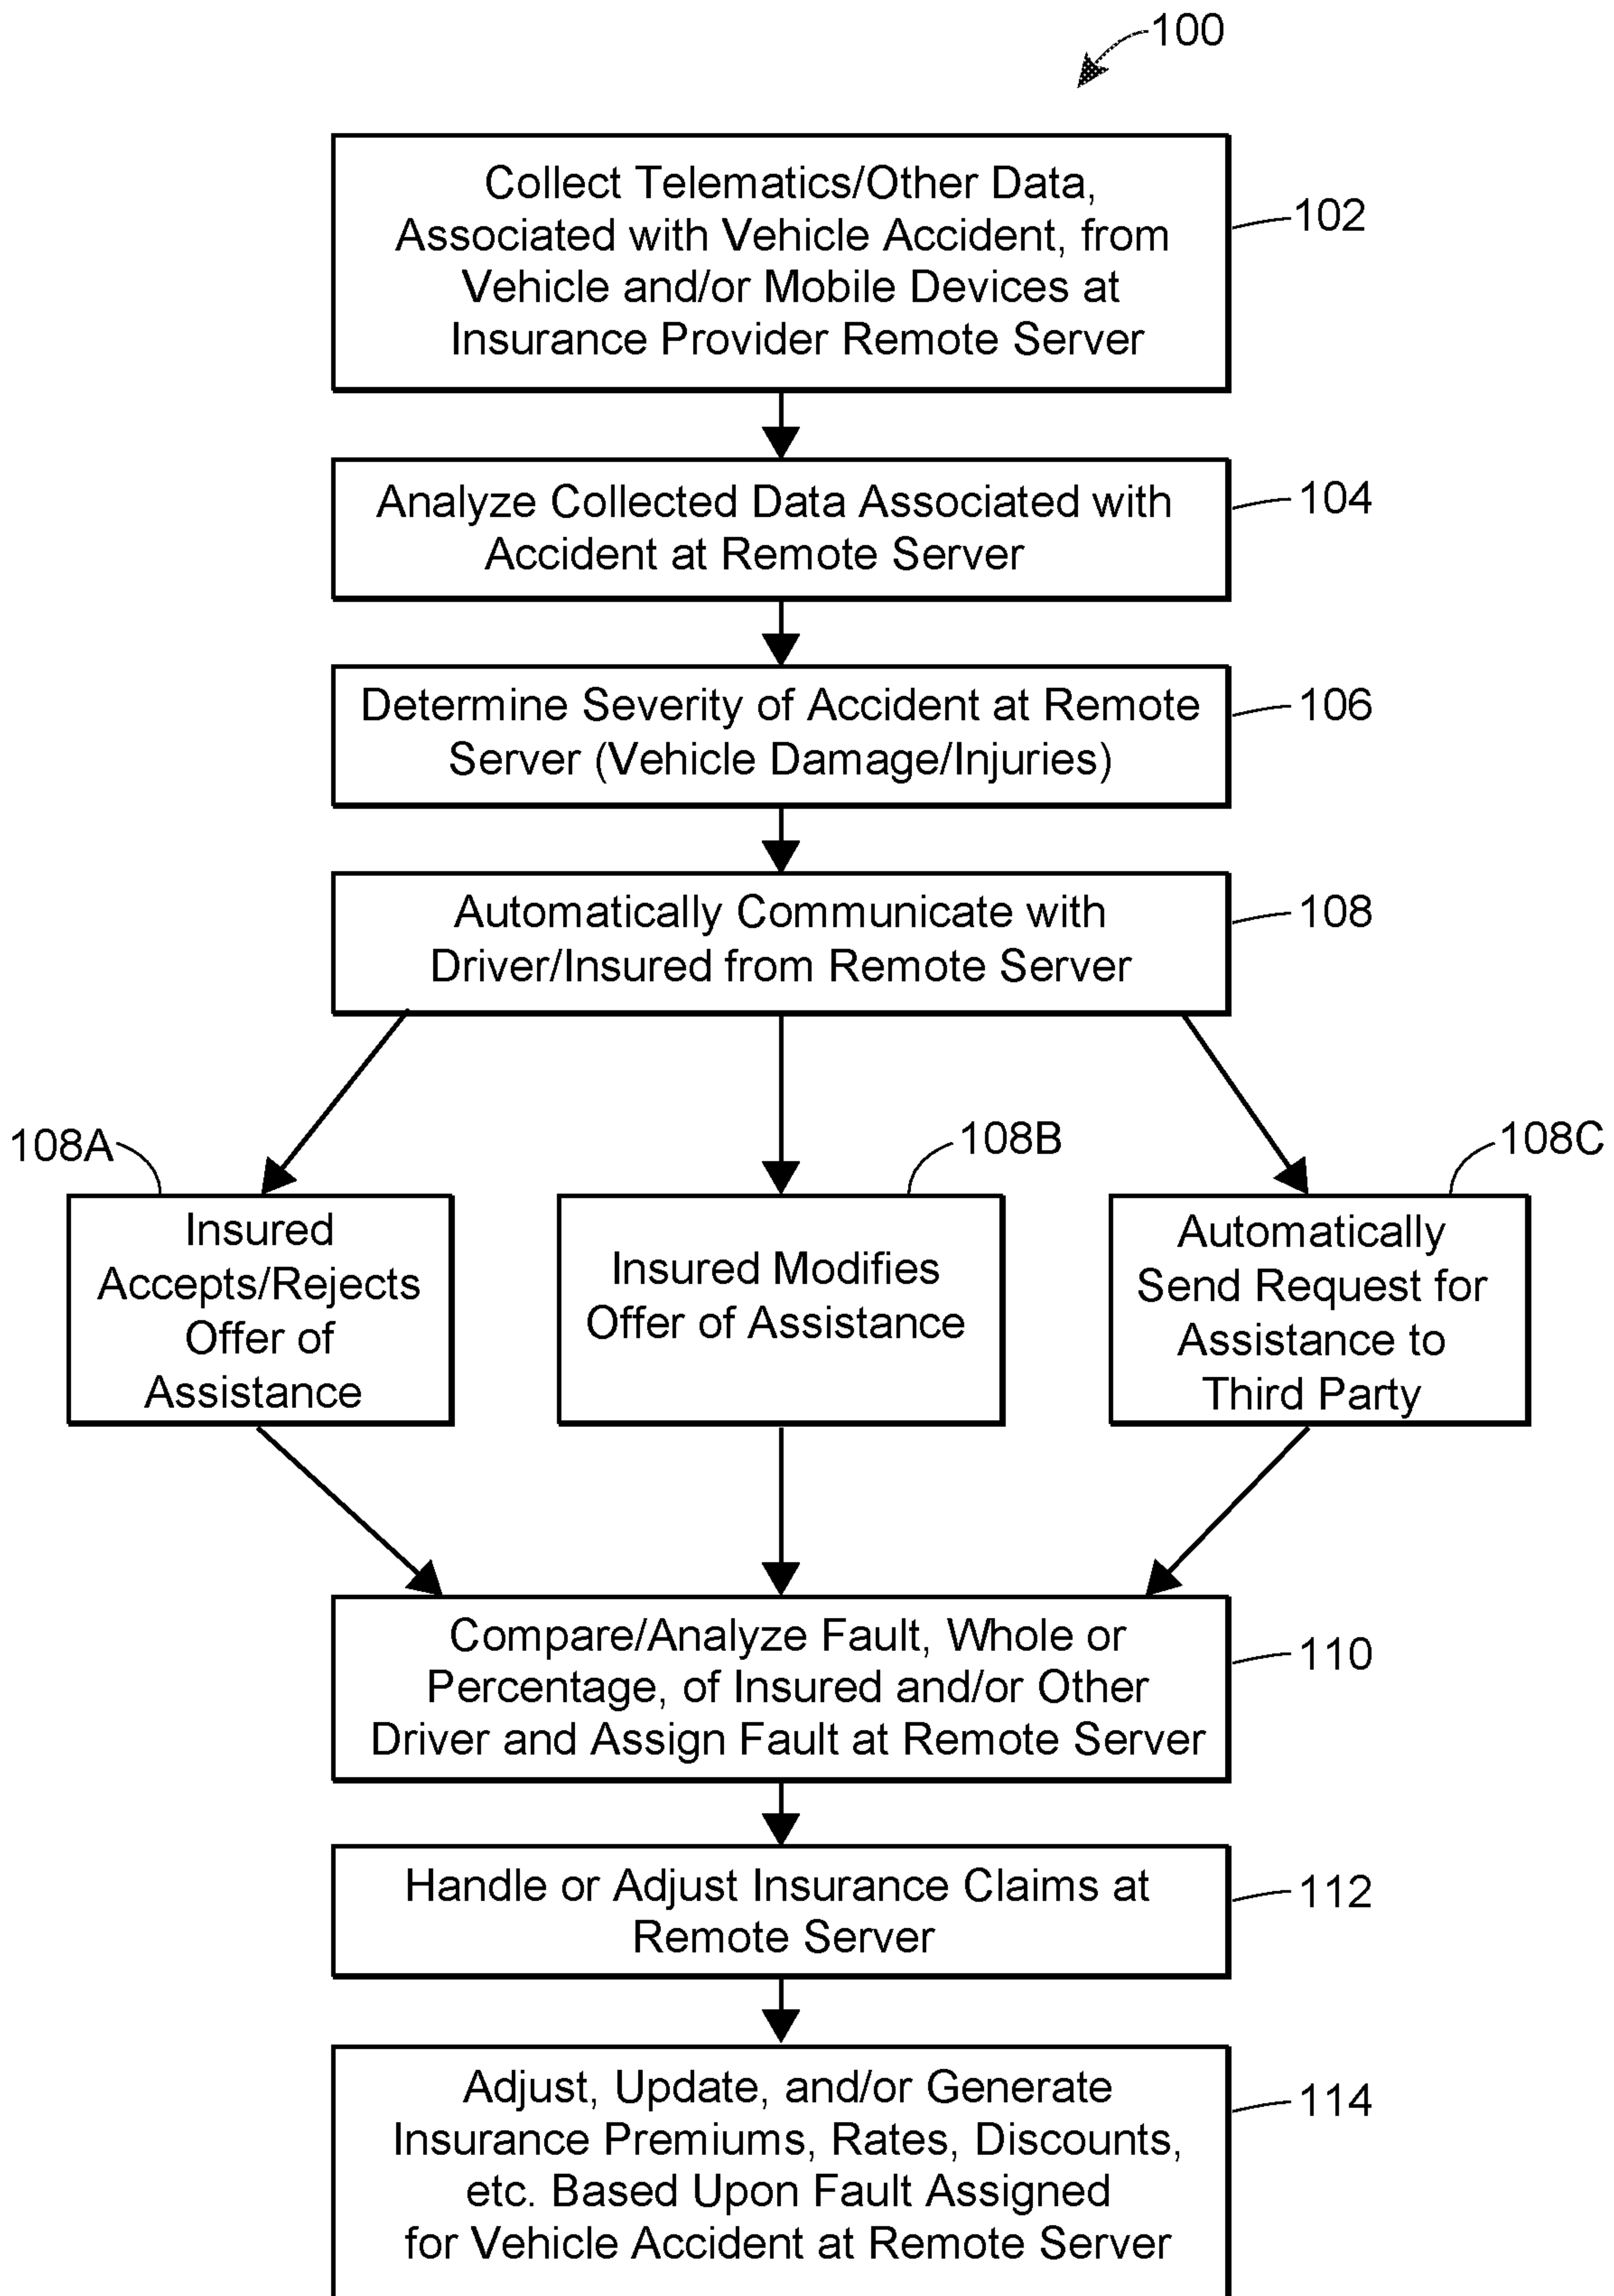 100
Collect Telematics/Other Data,
Associated with Vehicle Accident, from
Vehicle and/or Mobile Devices at
Insurance Provider Remote Server
102
Analyze Collected Data Associated with
Accident at Remote Server
104
Determine Severity of Accident at Remote
Server (Vehicle Damage/Injuries)
106
Automatically Communicate with
Driver/Insured from Remote Server
108
108A
Insured
Accepts/Rejects
Offer of
Assistance
108B
Insured Modifies
Offer of Assistance
108C
Automatically
Send Request for
Assistance to
Third Party
Compare/Analyze Fault, Whole or
Percentage, of Insured and/or Other
Driver and Assign Fault at Remote Server
110
Handle or Adjust Insurance Claims at
Remote Server
112
Adjust, Update, and/or Generate
Insurance Premiums, Rates, Discounts,
etc. Based Upon Fault Assigned
for Vehicle Accident at Remote Server
114